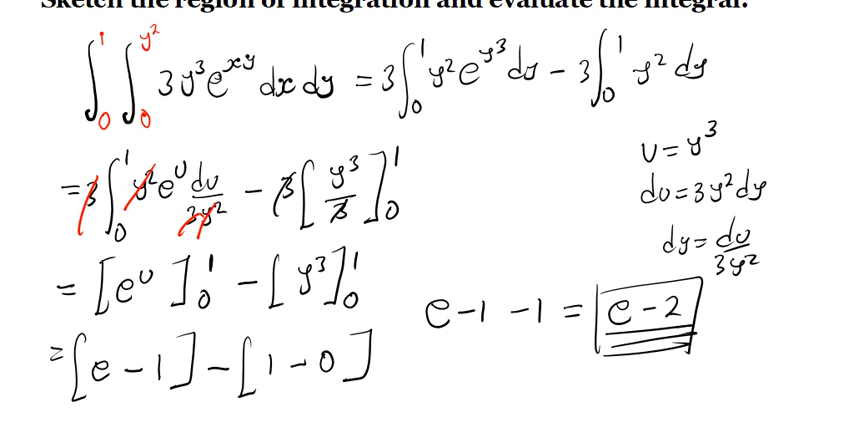 Sketch the region of integration and evaluate the integral.
∫₀¹ ∫₀^{y²} 3y³e^{xy} dx dy = 3∫₀¹ y²e^{y³} dy − 3∫₀¹ y² dy
u = y³
= 3∫₀¹ y²e^u du/3y² − 3[y³/3]₀¹
du = 3y² dy
dy = du/3y²
= [e^u]₀¹ − [y³]₀¹
e − 1 − 1 = e − 2
= [e − 1] − [1 − 0]